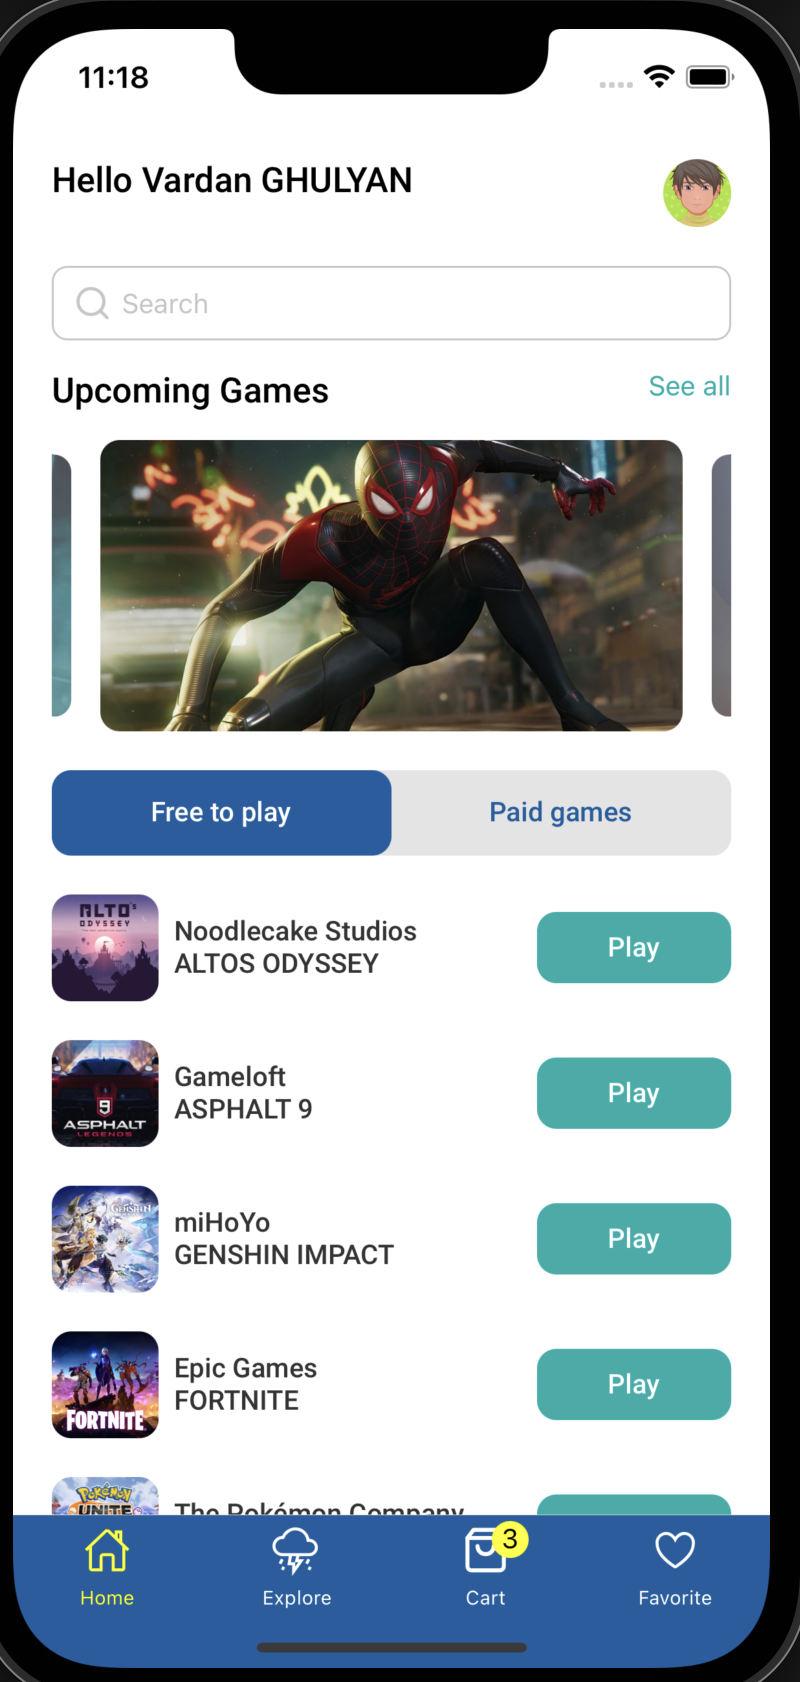 11:18
Hello Vardan GHULYAN
Search
Upcoming Games
See all
Free to play
Paid games
ALTO'S
ODYSSEY
Noodlecake Studios
ALTOS ODYSSEY
Play
9
ASPHALT
LEGENDS
Gameloft
ASPHALT 9
Play
GENSHIN
miHoYo
GENSHIN IMPACT
Play
FORTNITE
Epic Games
FORTNITE
Play
POKÉMON
UNITE
The Pokémon Company
3
Home
Explore
Cart
Favorite